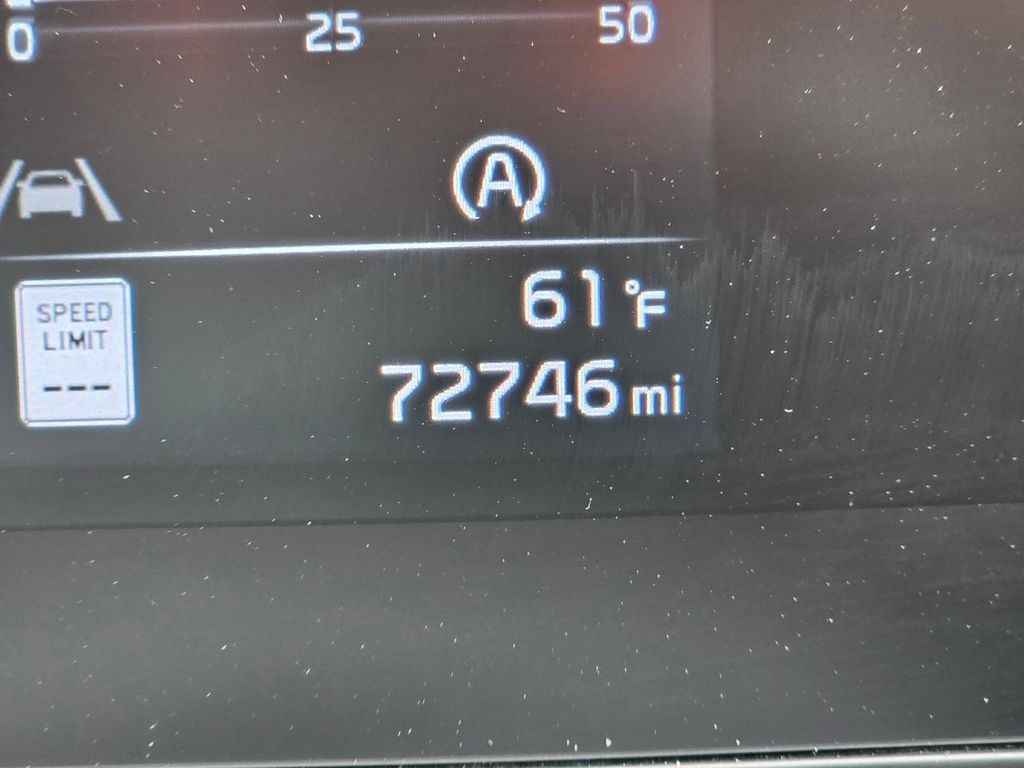 0 25 50
A
61 °F
SPEED
LIMIT
---
72746 mi